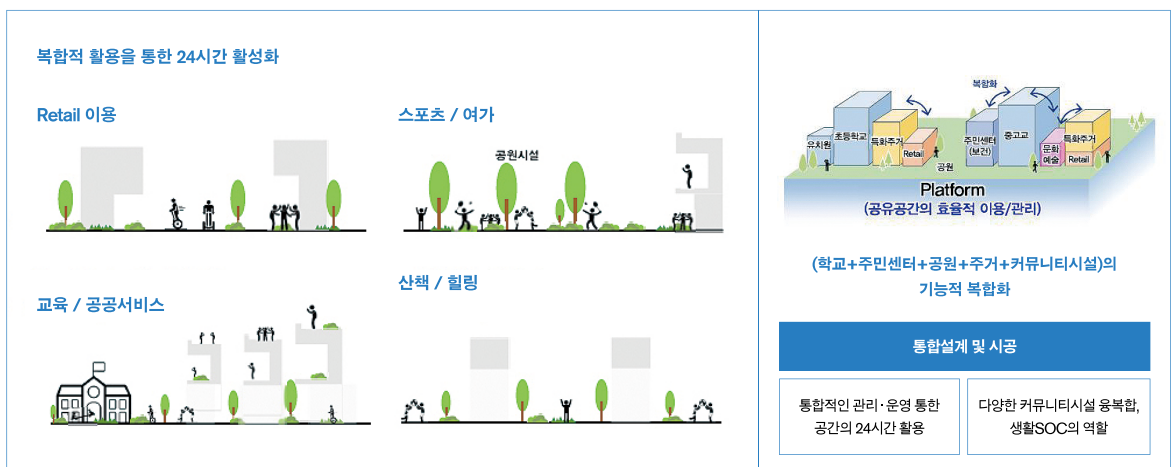 복합적 활용을 통한 24시간 활성화
Retail 이용
스포츠 / 여가
공원시설
교육 / 공공서비스
산책 / 힐링
복합화
유치원
초등학교
특화주거
Retail
공원
주민센터
(보건)
중고교
문화
예술
특화주거
Retail
Platform
(공유공간의 효율적 이용/관리)
(학교+주민센터+공원+주거+커뮤니티시설)의
기능적 복합화
통합설계 및 시공
통합적인 관리·운영 통한
공간의 24시간 활용
다양한 커뮤니티시설 융복합,
생활SOC의 역할